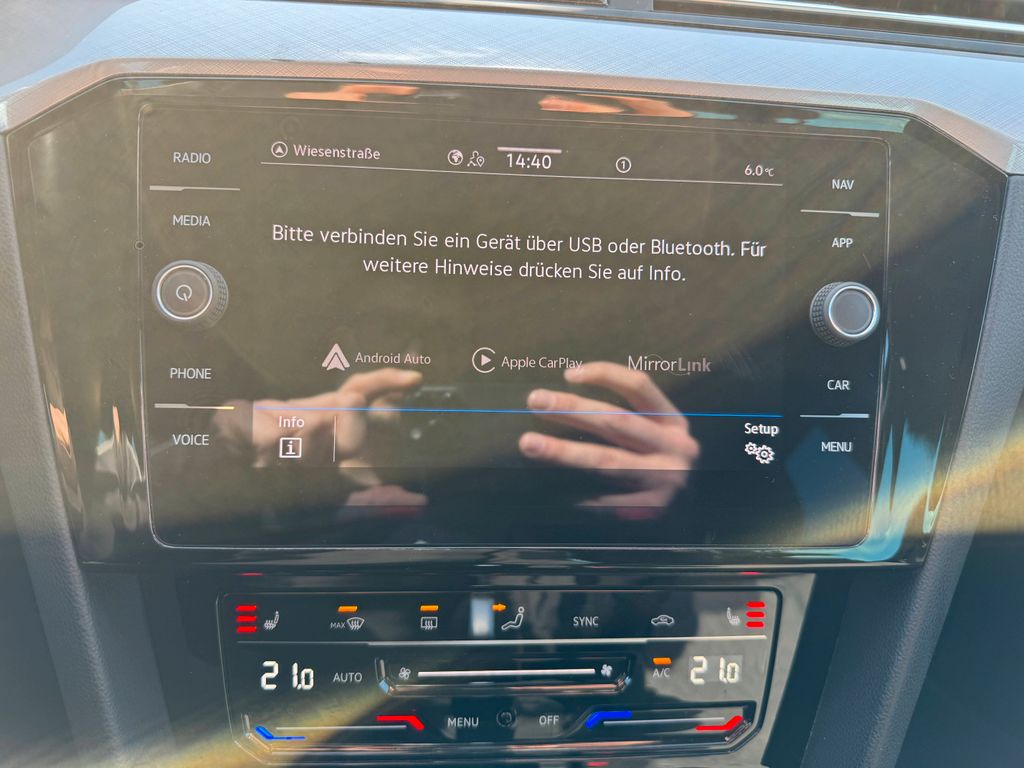 RADIO
MEDIA
PHONE
VOICE
Wiesenstraße
14:40
1
6.0°C
Bitte verbinden Sie ein Gerät über USB oder Bluetooth. Für
weitere Hinweise drücken Sie auf Info.
Android Auto
Apple CarPlay
MirrorLink
Info
i
Setup
NAV
APP
CAR
MENU
MAX
SYNC
21.0
AUTO
A/C
21.0
MENU
OFF